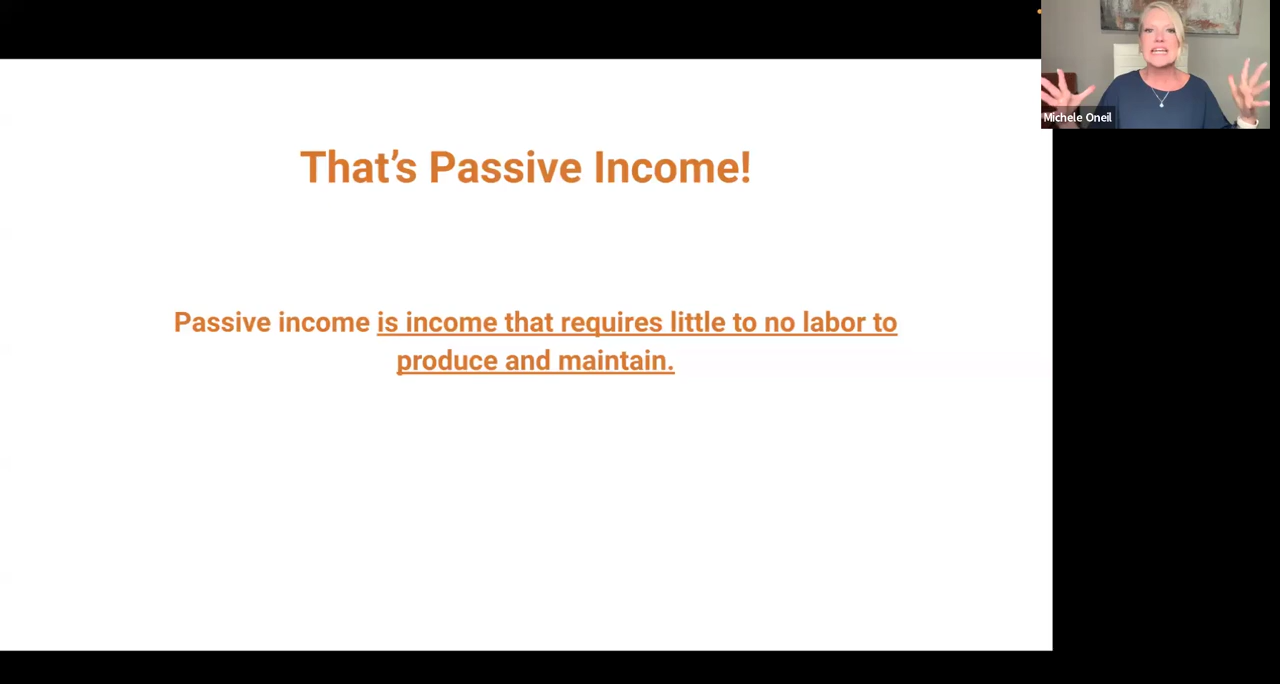 Michele Oneil
That’s Passive Income!
Passive income is income that requires little to no labor to
produce and maintain.